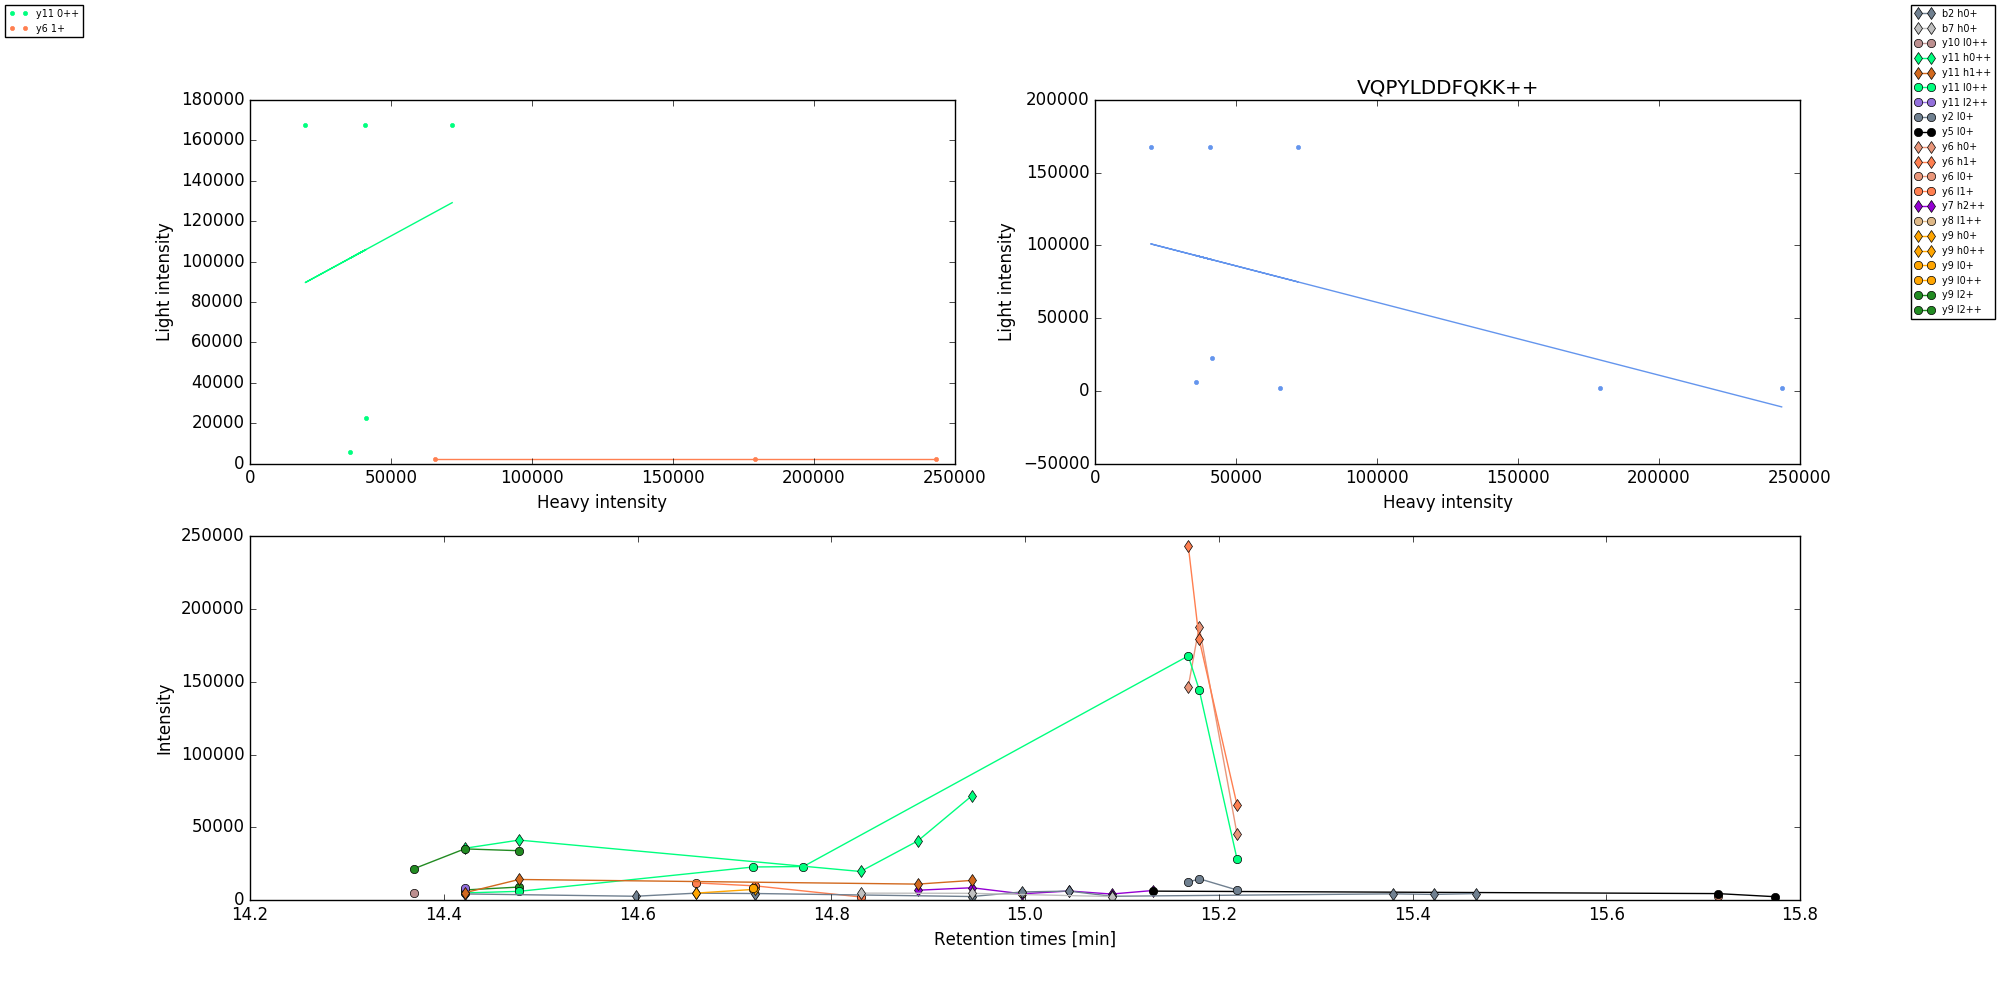 y11 0++
y6 1+
b2 h0+
b7 h0+
y10 l0++
y11 h0++
y11 h1++
y11 l0++
y11 l2++
y2 l0+
y5 l0+
y6 h0+
y6 h1+
y6 l0+
y6 l1+
y7 h2++
y8 l1++
y9 h0+
y9 h0++
y9 l0+
y9 l0++
y9 l2+
y9 l2++
180000
160000
140000
120000
100000
80000
60000
40000
20000
0
Light intensity
0 50000 100000 150000 200000 250000
Heavy intensity
VQPYLDDFQKK++
200000
150000
100000
50000
0
−50000
Light intensity
0 50000 100000 150000 200000 250000
Heavy intensity
250000
200000
150000
100000
50000
0
Intensity
14.2 14.4 14.6 14.8 15.0 15.2 15.4 15.6 15.8
Retention times [min]